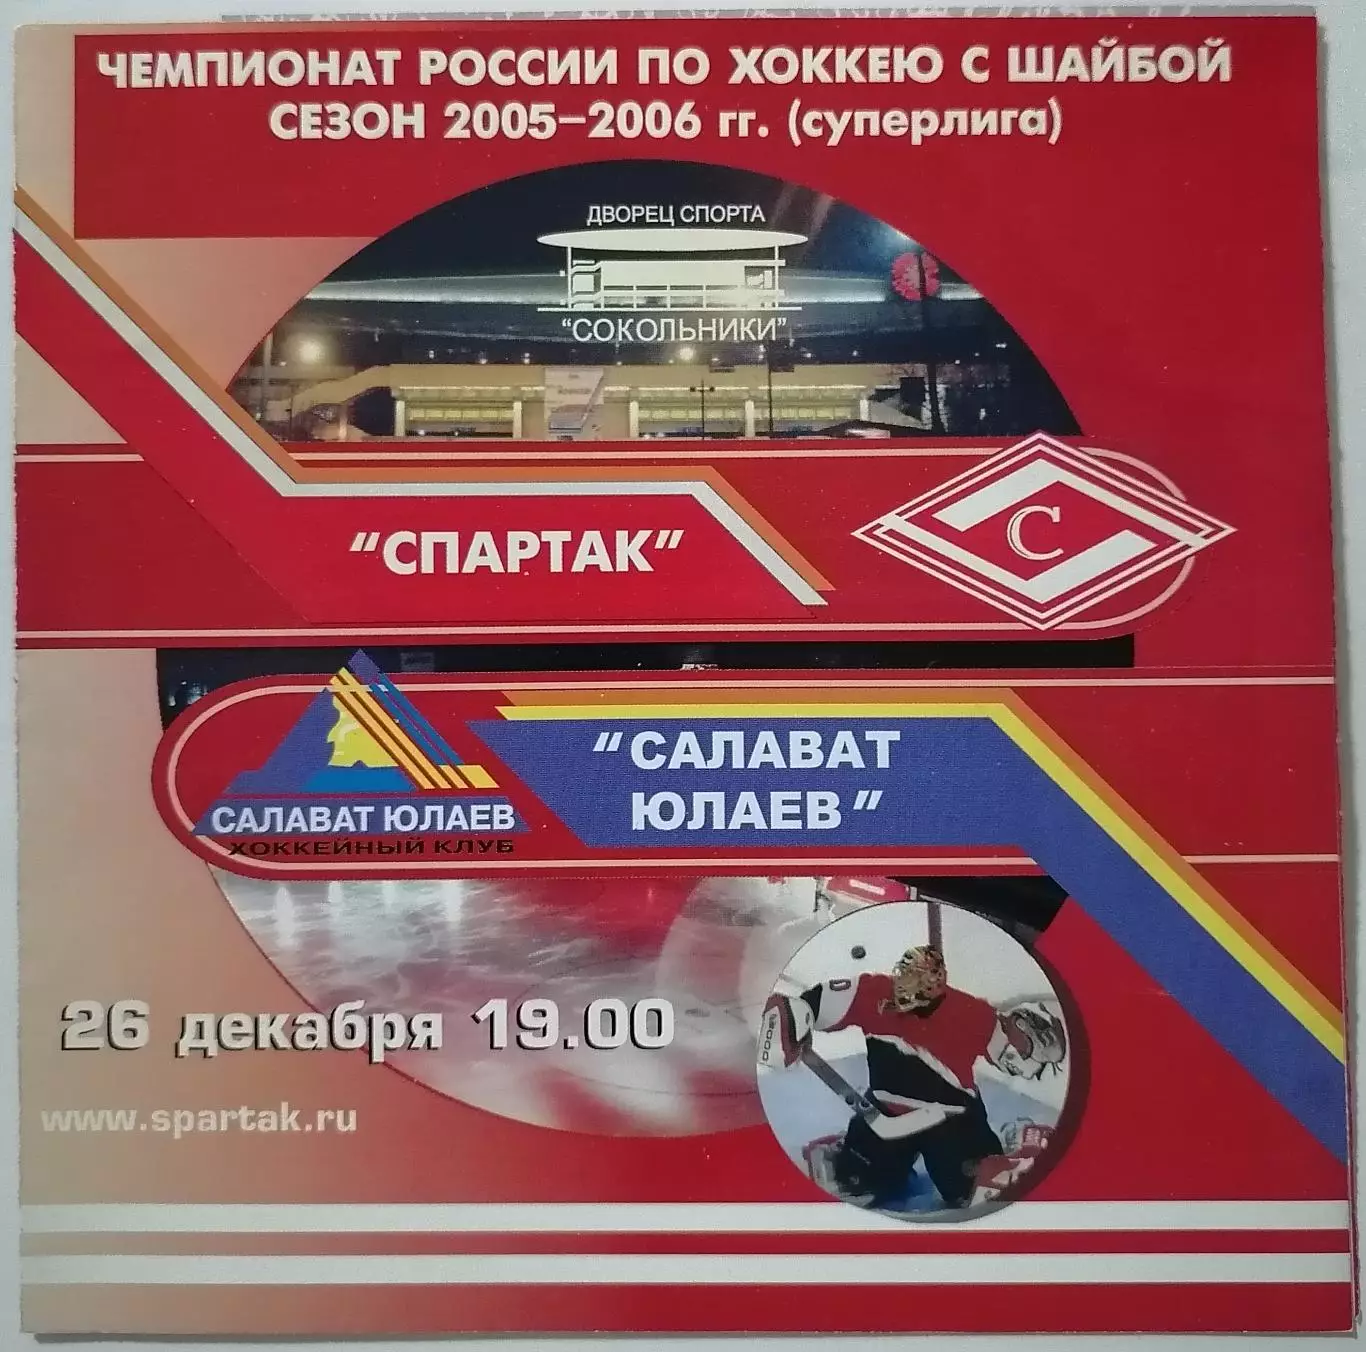 ЧЕМПИОНАТ РОССИИ ПО ХОККЕЮ С ШАЙБОЙ
СЕЗОН 2005-2006 гг. (суперлига)
ДВОРЕЦ СПОРТА
"СОКОЛЬНИКИ"
"СПАРТАК"
С
"САЛАВАТ
ЮЛАЕВ"
САЛАВАТ ЮЛАЕВ
ХОККЕЙНЫЙ КЛУБ
26 декабря 19.00
www.spartak.ru